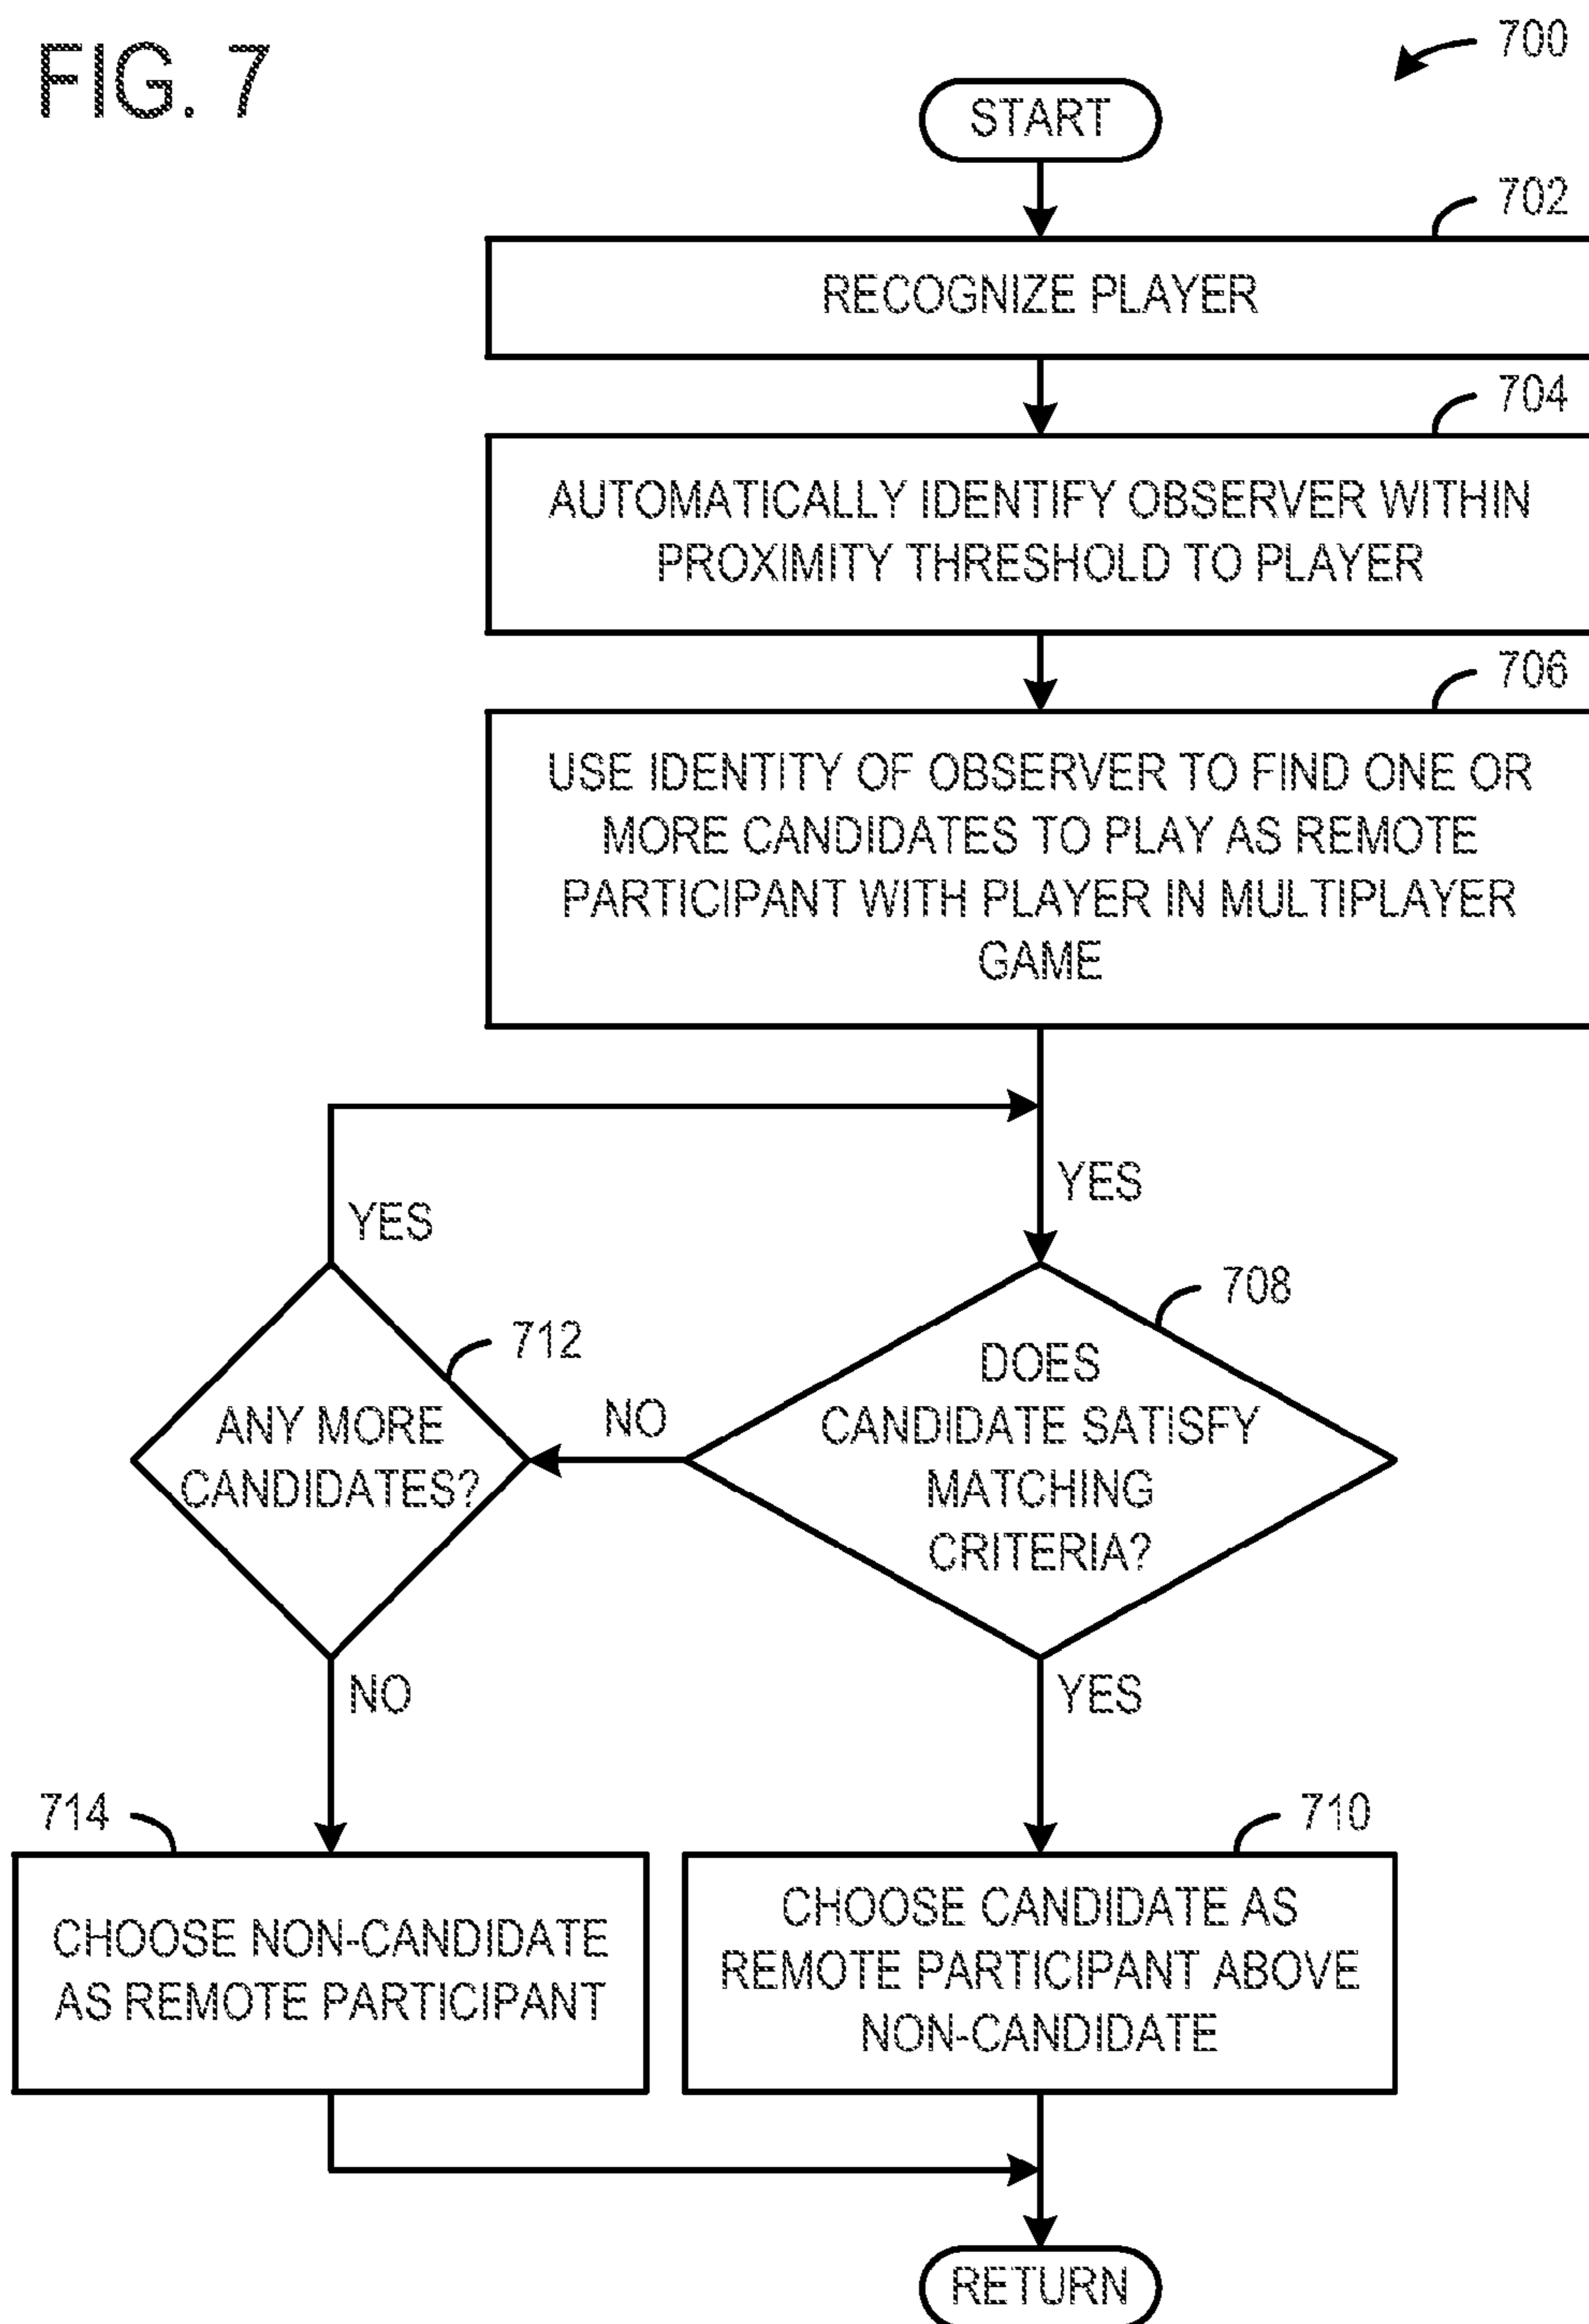 FIG. 7
700
START
702
RECOGNIZE PLAYER
704
AUTOMATICALLY IDENTIFY OBSERVER WITHIN
PROXIMITY THRESHOLD TO PLAYER
706
USE IDENTITY OF OBSERVER TO FIND ONE OR
MORE CANDIDATES TO PLAY AS REMOTE
PARTICIPANT WITH PLAYER IN MULTIPLAYER
GAME
YES
YES
708
712
DOES
CANDIDATE SATISFY
MATCHING
CRITERIA?
NO
ANY MORE
CANDIDATES?
NO
YES
714
710
CHOOSE NON-CANDIDATE
AS REMOTE PARTICIPANT
CHOOSE CANDIDATE AS
REMOTE PARTICIPANT ABOVE
NON-CANDIDATE
RETURN